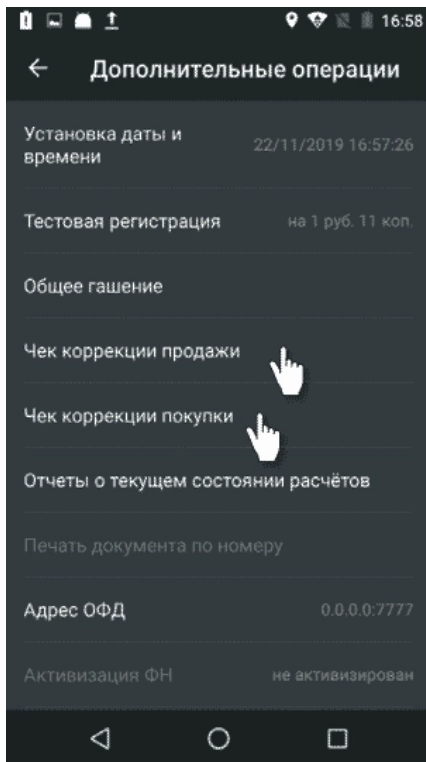 16:58
Дополнительные операции
Установка даты и
времени
22/11/2019 16:57:26
Тестовая регистрация
на 1 руб. 11 коп.
Общее гашение
Чек коррекции продажи
Чек коррекции покупки
Отчеты о текущем состоянии расчётов
Печать документа по номеру
Адрес ОФД
0.0.0.0:7777
Активизация ФН
не активизирован